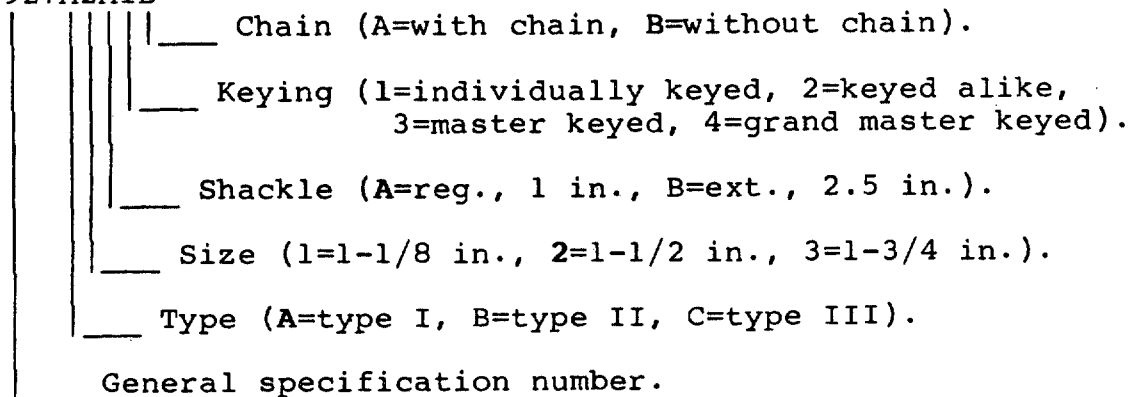 Chain (A=with chain, B=without chain).
Keying (1=individually keyed, 2=keyed alike,
3=master keyed, 4=grand master keyed).
Shackle (A=reg., 1 in., B=ext., 2.5 in.).
Size (1=1-1/8 in., 2=1-1/2 in., 3=1-3/4 in.).
Type (A=type I, B=type II, C=type III).
General specification number.